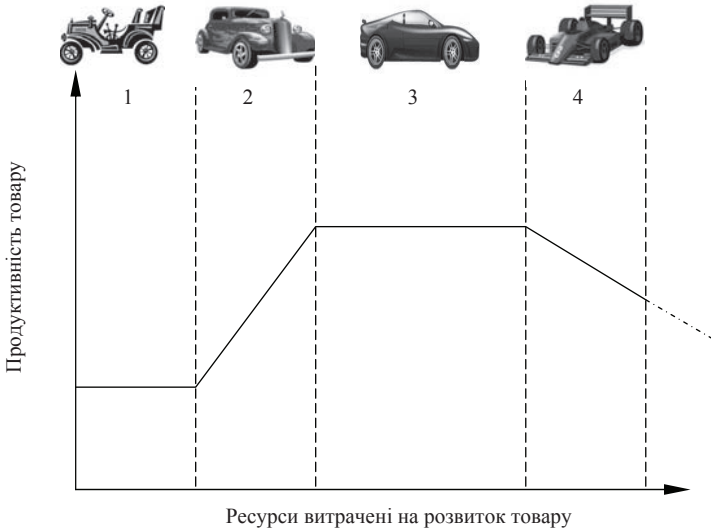 1 2 3 4
Продуктивність товару
Ресурси витрачені на розвиток товару